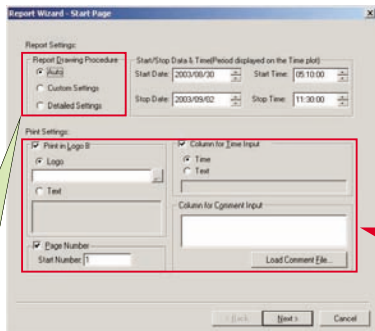 Report Wizard - Start Page
Report Settings:
Report Drawing Procedure
Auto
Custom Settings
Detailed Settings
Start/Stop Data & Time(Period displayed on the Time plot)
Start Date: 2003/08/30 Start Time: 05:10:00
Stop Date: 2003/09/02 Stop Time: 11:30:00
Print Settings:
Print in Logo B
Logo
...
Text
Page Number
Start Number: 1
Column for Time Input
Time
Text
Column for Comment Input
Load Comment File...
< Back Next > Cancel